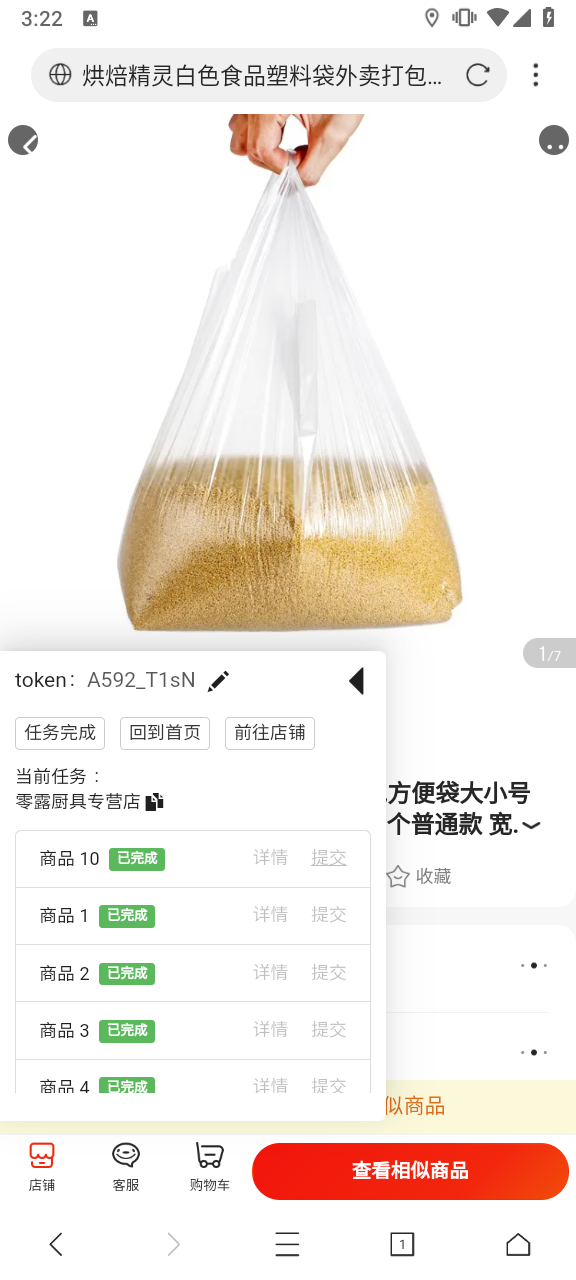 3:22
A
烘焙精灵白色食品塑料袋外卖打包...
1/7
token: A592_T1sN
任务完成 回到首页 前往店铺
当前任务：
零露厨具专营店
方便袋大小号
个普通款 宽.
收藏
商品 10 已完成 详情 提交
商品 1 已完成 详情 提交
商品 2 已完成 详情 提交
商品 3 已完成 详情 提交
商品 4 已完成 详情 提交
似商品
店铺 客服 购物车 查看相似商品
1